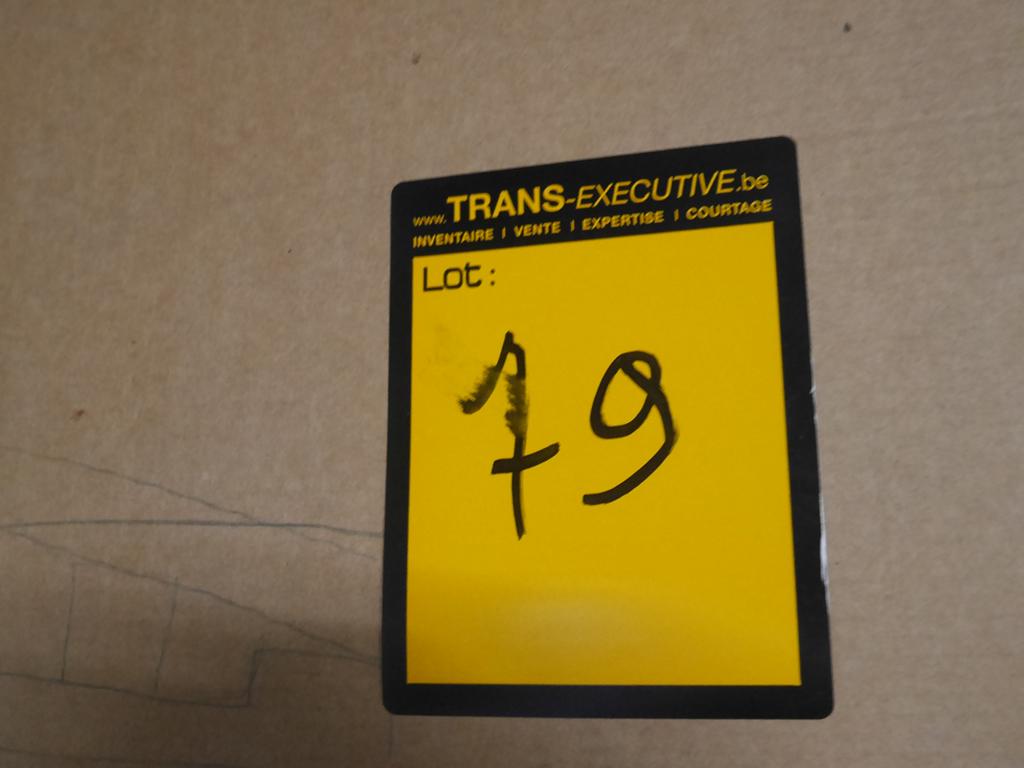 www.TRANS-EXECUTIVE.be
INVENTAIRE | VENTE | EXPERTISE | COURTAGE
Lot :
79